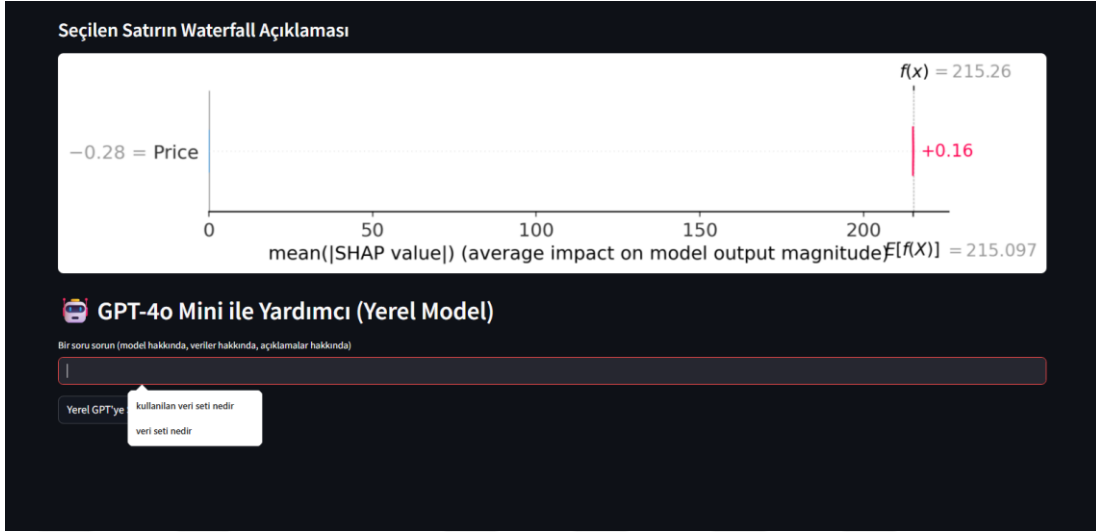 Seçilen Satırın Waterfall Açıklaması
f(x) = 215.26
−0.28 = Price
+0.16
0 50 100 150 200
mean(|SHAP value|) (average impact on model output magnitude)
E[f(X)] = 215.097
GPT-4o Mini ile Yardımcı (Yerel Model)
Bir soru sorun (model hakkında, veriler hakkında, açıklamalar hakkında)
Yerel GPT'ye
kullanilan veri seti nedir
veri seti nedir